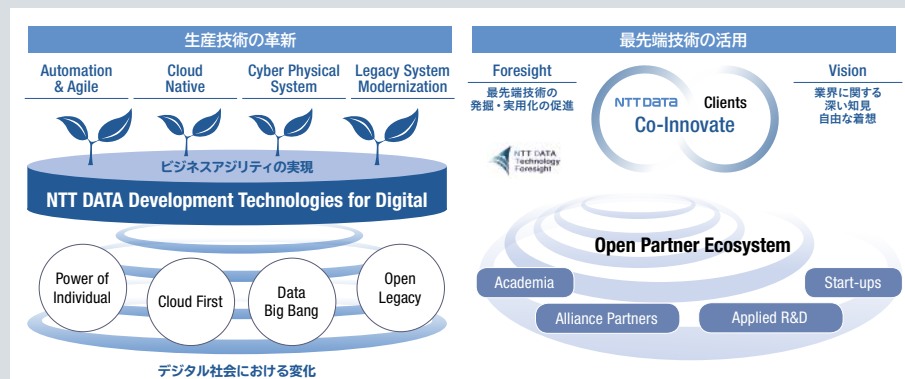 生産技術の革新
Automation
& Agile
Cloud
Native
Cyber Physical
System
Legacy System
Modernization
ビジネスアジリティの実現
NTT DATA Development Technologies for Digital
Power of
Individual
Cloud First
Data
Big Bang
Open
Legacy
デジタル社会における変化
最先端技術の活用
Foresight
最先端技術の
発掘・実用化の促進
NTT DATA
Technology
Foresight
NTT DATA
Clients
Co-Innovate
Vision
業界に関する
深い知見
自由な着想
Open Partner Ecosystem
Academia
Alliance Partners
Applied R&D
Start-ups